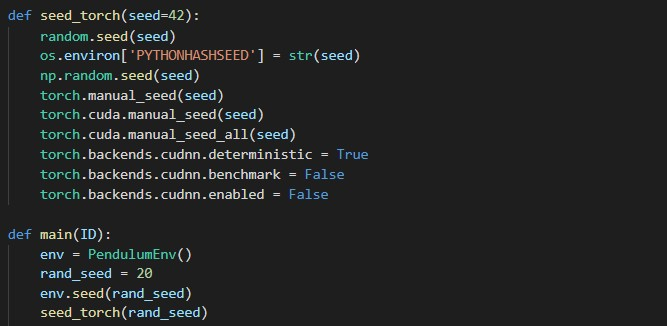 def seed_torch(seed=42):
    random.seed(seed)
    os.environ['PYTHONHASHSEED'] = str(seed)
    np.random.seed(seed)
    torch.manual_seed(seed)
    torch.cuda.manual_seed(seed)
    torch.cuda.manual_seed_all(seed)
    torch.backends.cudnn.deterministic = True
    torch.backends.cudnn.benchmark = False
    torch.backends.cudnn.enabled = False
def main(ID):
    env = PendulumEnv()
    rand_seed = 20
    env.seed(rand_seed)
    seed_torch(rand_seed)